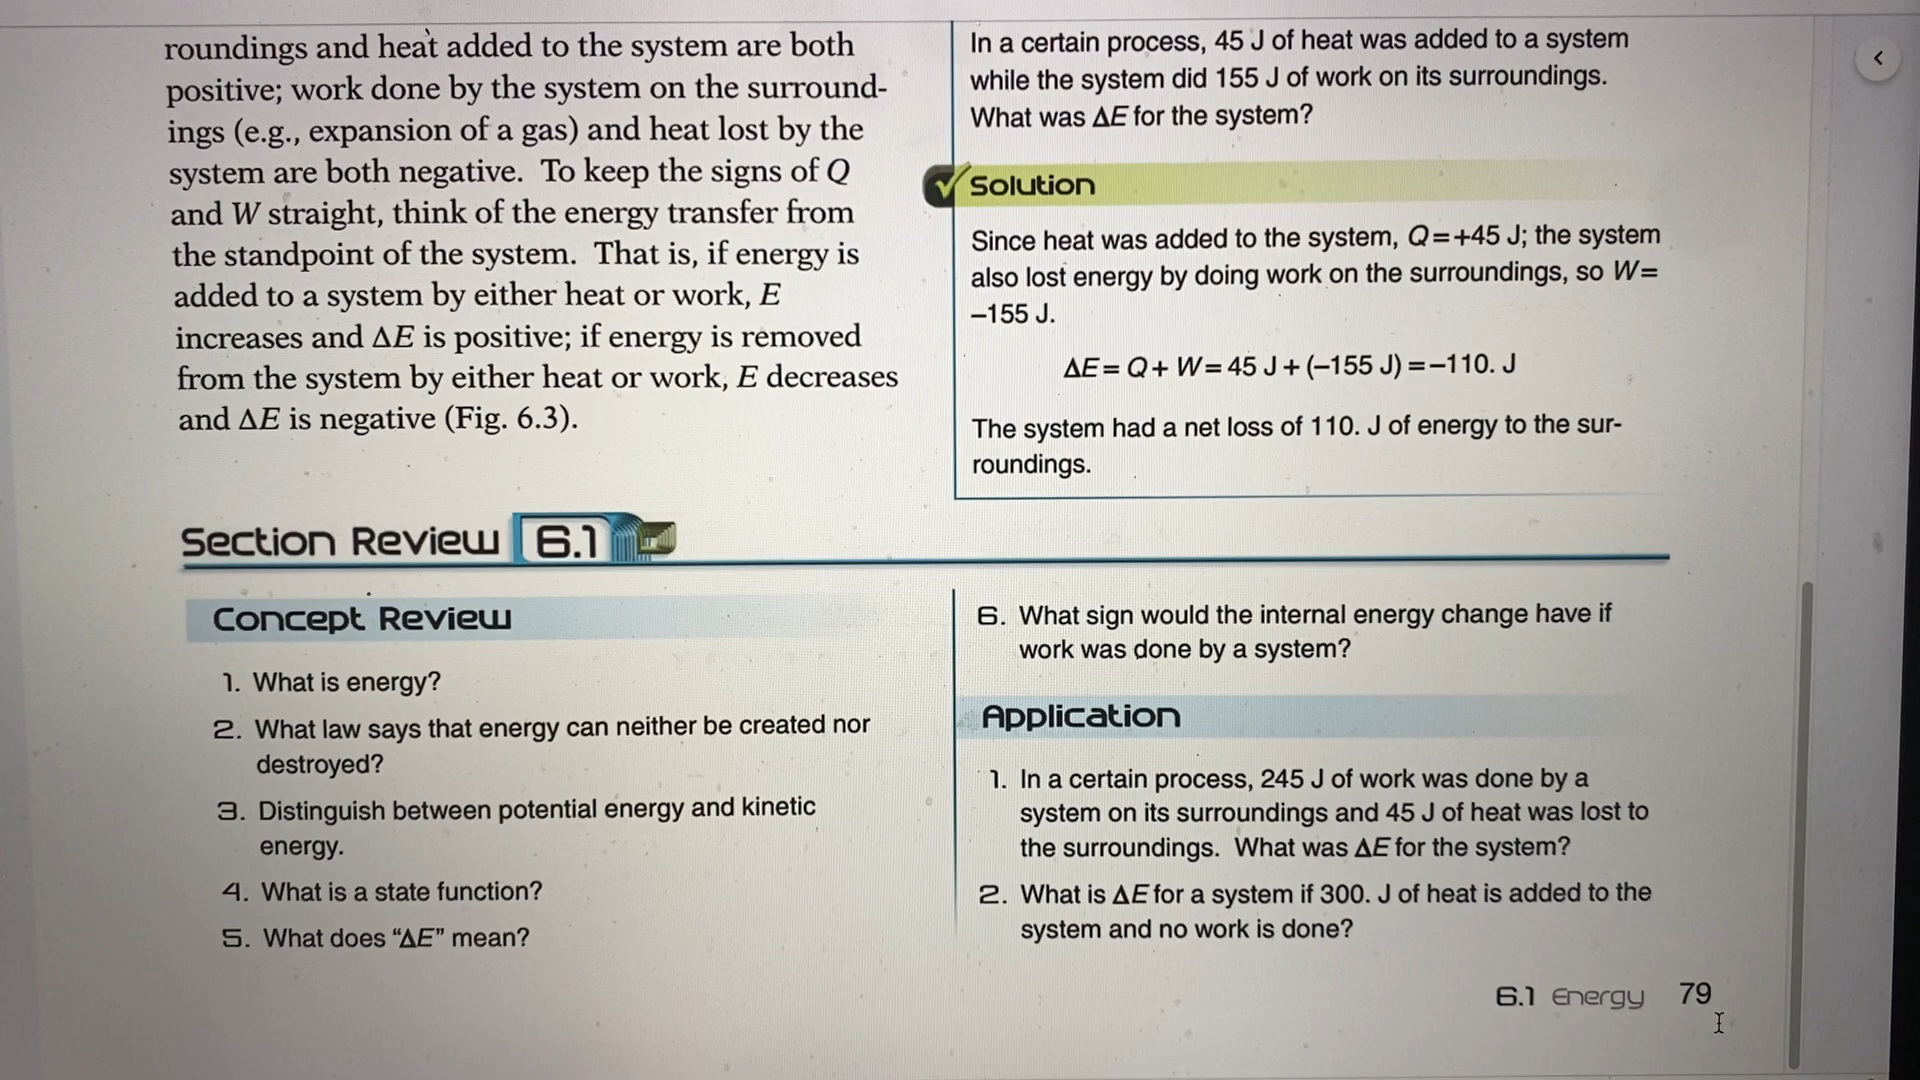 roundings and heat added to the system are both
positive; work done by the system on the surround-
ings (e.g., expansion of a gas) and heat lost by the
system are both negative. To keep the signs of Q
and W straight, think of the energy transfer from
the standpoint of the system. That is, if energy is
added to a system by either heat or work, E
increases and ΔE is positive; if energy is removed
from the system by either heat or work, E decreases
and ΔE is negative (Fig. 6.3).
In a certain process, 45 J of heat was added to a system
while the system did 155 J of work on its surroundings.
What was ΔE for the system?
Solution
Since heat was added to the system, Q=+45 J; the system
also lost energy by doing work on the surroundings, so W=
–155 J.
ΔE = Q + W = 45 J + (–155 J) = –110. J
The system had a net loss of 110. J of energy to the sur-
roundings.
Section Review 6.1
Concept Review
1. What is energy?
2. What law says that energy can neither be created nor
destroyed?
3. Distinguish between potential energy and kinetic
energy.
4. What is a state function?
5. What does “ΔE” mean?
6. What sign would the internal energy change have if
work was done by a system?
Application
1. In a certain process, 245 J of work was done by a
system on its surroundings and 45 J of heat was lost to
the surroundings. What was ΔE for the system?
2. What is ΔE for a system if 300. J of heat is added to the
system and no work is done?
6.1 Energy 79